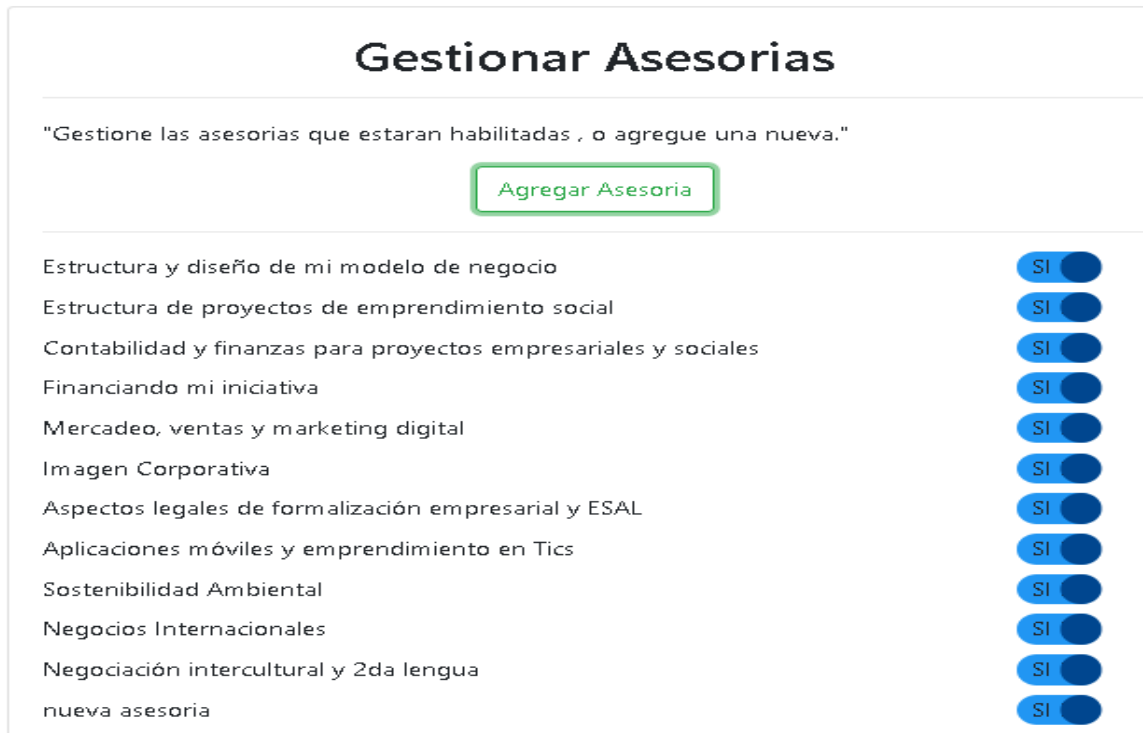 Gestionar Asesorias
"Gestione las asesorias que estaran habilitadas , o agregue una nueva."
Agregar Asesoria
Estructura y diseño de mi modelo de negocio SI
Estructura de proyectos de emprendimiento social SI
Contabilidad y finanzas para proyectos empresariales y sociales SI
Financiando mi iniciativa SI
Mercadeo, ventas y marketing digital SI
Imagen Corporativa SI
Aspectos legales de formalización empresarial y ESAL SI
Aplicaciones móviles y emprendimiento en Tics SI
Sostenibilidad Ambiental SI
Negocios Internacionales SI
Negociación intercultural y 2da lengua SI
nueva asesoria SI